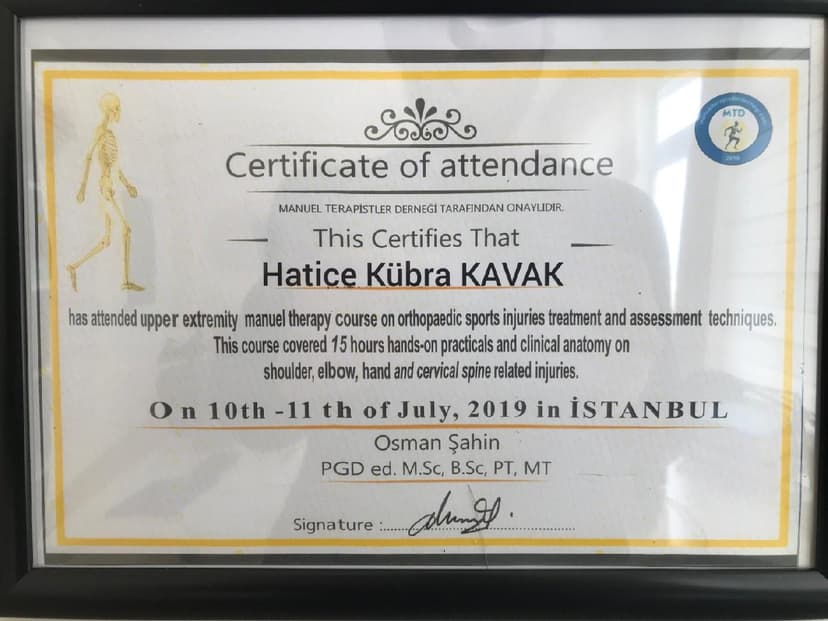 MTD
Certificate of attendance
MANUEL TERAPİSTLER DERNEĞİ TARAFINDAN ONAYLIDIR.
This Certifies That
Hatice Kübra KAVAK
has attended upper extremity manuel therapy course on orthopaedic sports injuries treatment and assessment techniques.
This course covered 15 hours hands-on practicals and clinical anatomy on
shoulder, elbow, hand and cervical spine related injuries.
On 10th -11 th of July, 2019 in İSTANBUL
Osman Şahin
PGD ed. M.Sc, B.Sc, PT, MT
Signature :